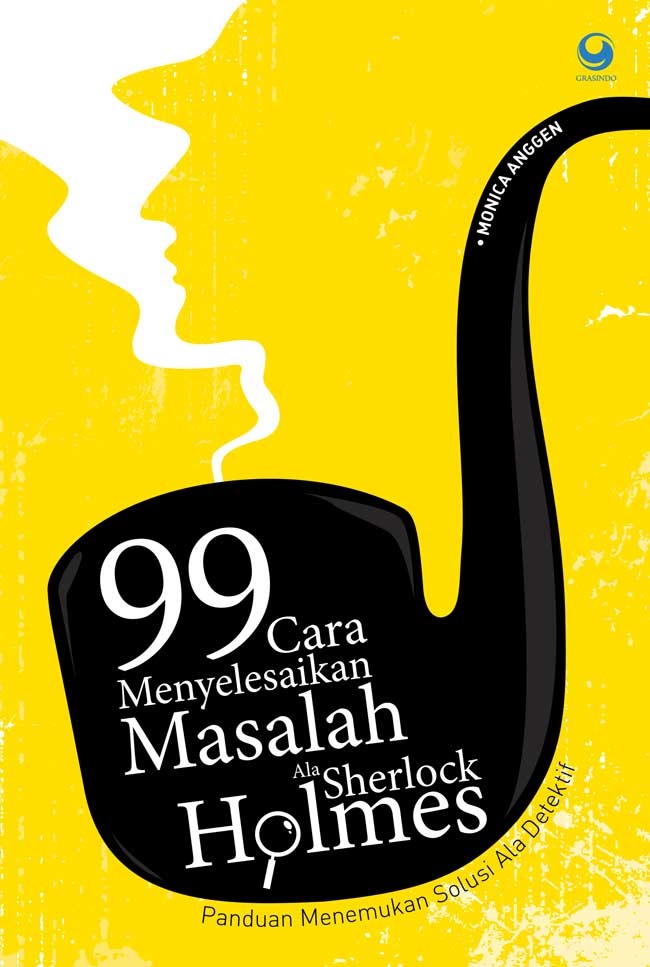 GRASINDO
• MONICA ANGGEN
99 Cara
Menyelesaikan
Masalah
Ala Sherlock
Holmes
Panduan Menemukan Solusi Ala Detektif